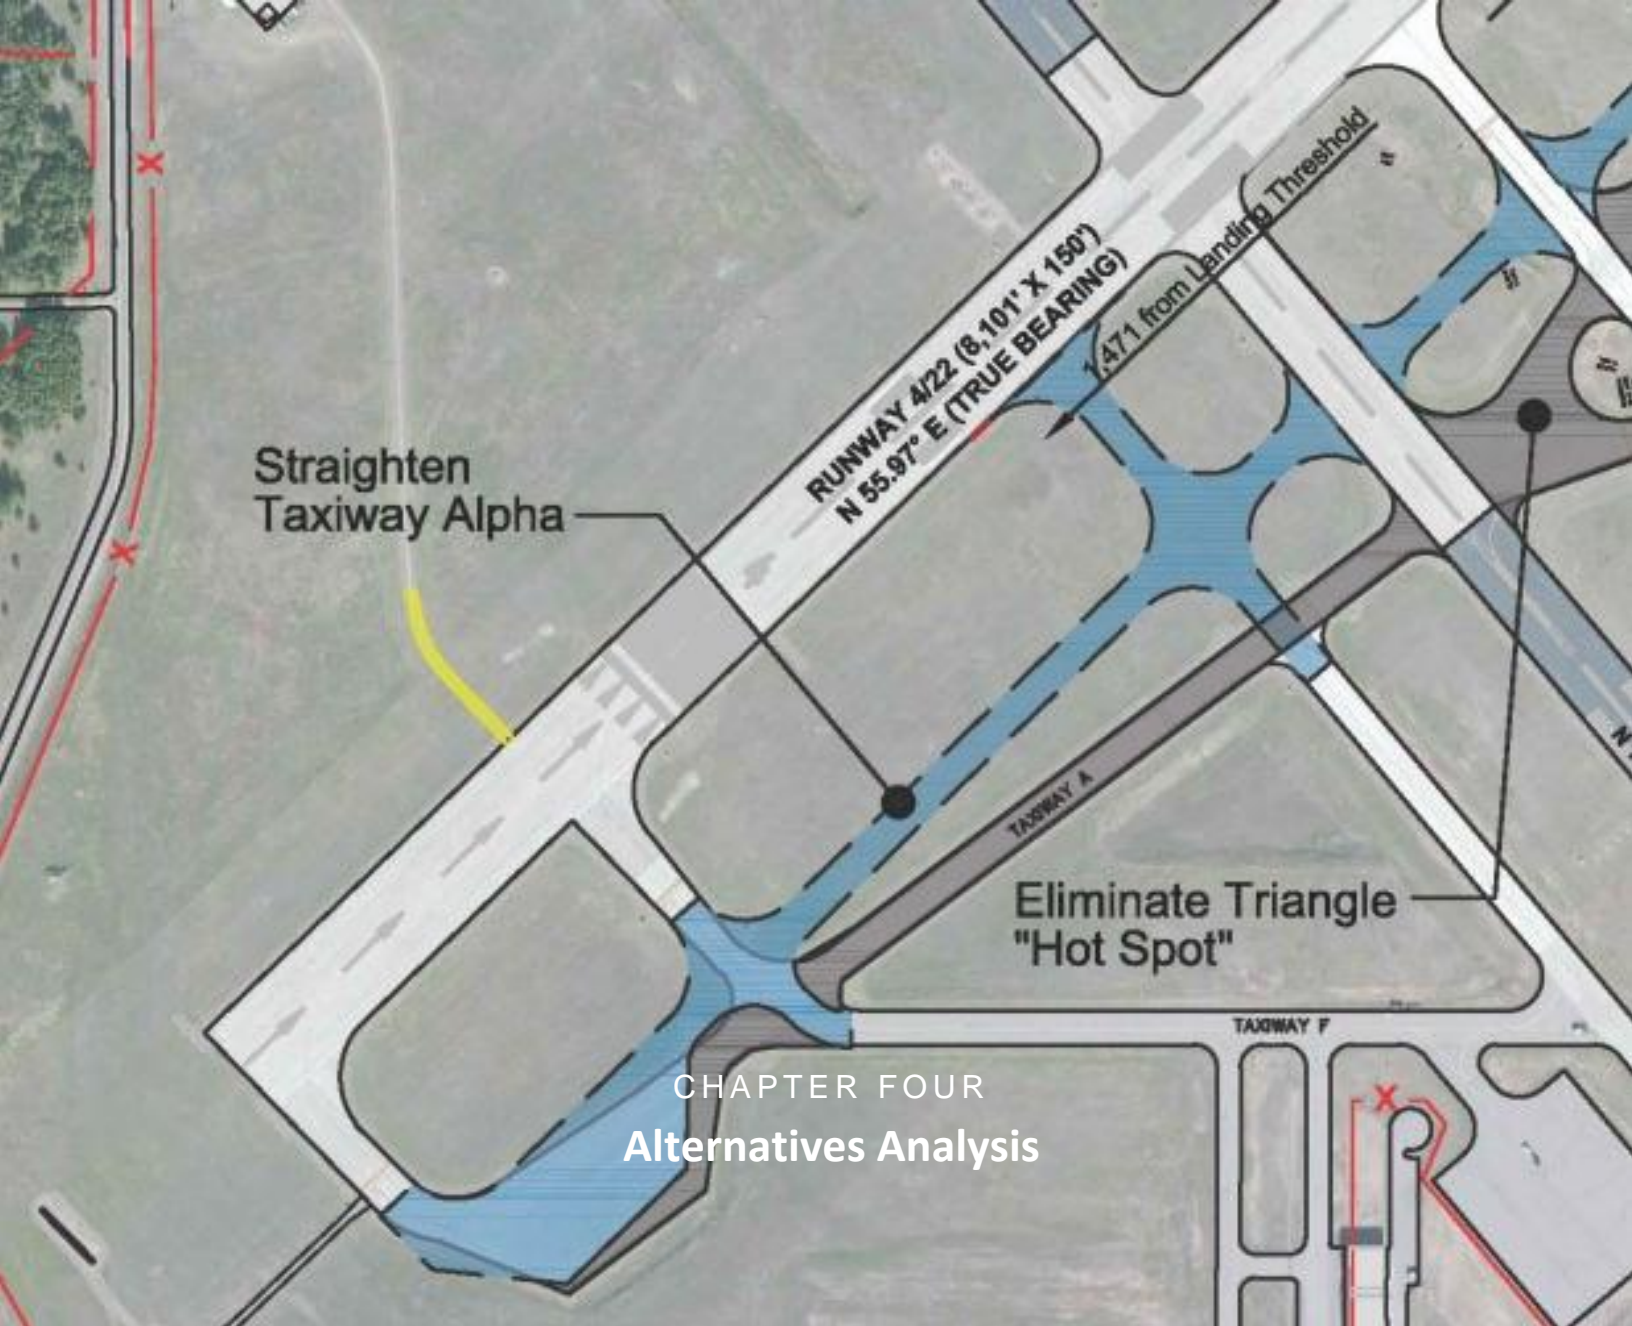 1,471 from Landing Threshold
RUNWAY 4/22 (8,101' X 150')
N 55.97° E (TRUE BEARING)
Straighten
Taxiway Alpha
X
X
TAXIWAY A
Eliminate Triangle
"Hot Spot"
TAXIWAY F
X
CHAPTER FOUR
Alternatives Analysis